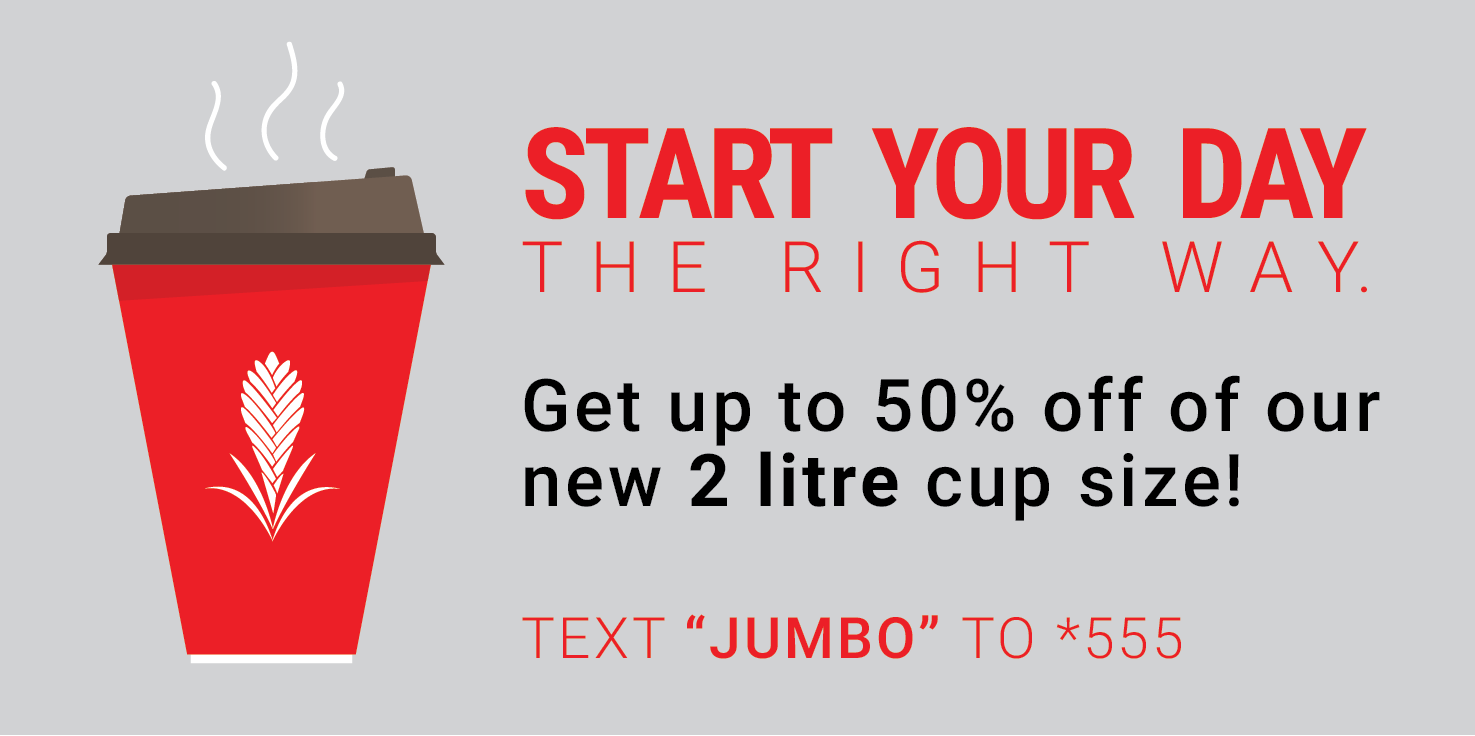 START YOUR DAY
THE RIGHT WAY.
Get up to 50% off of our
new 2 litre cup size!
TEXT “JUMBO” TO *555